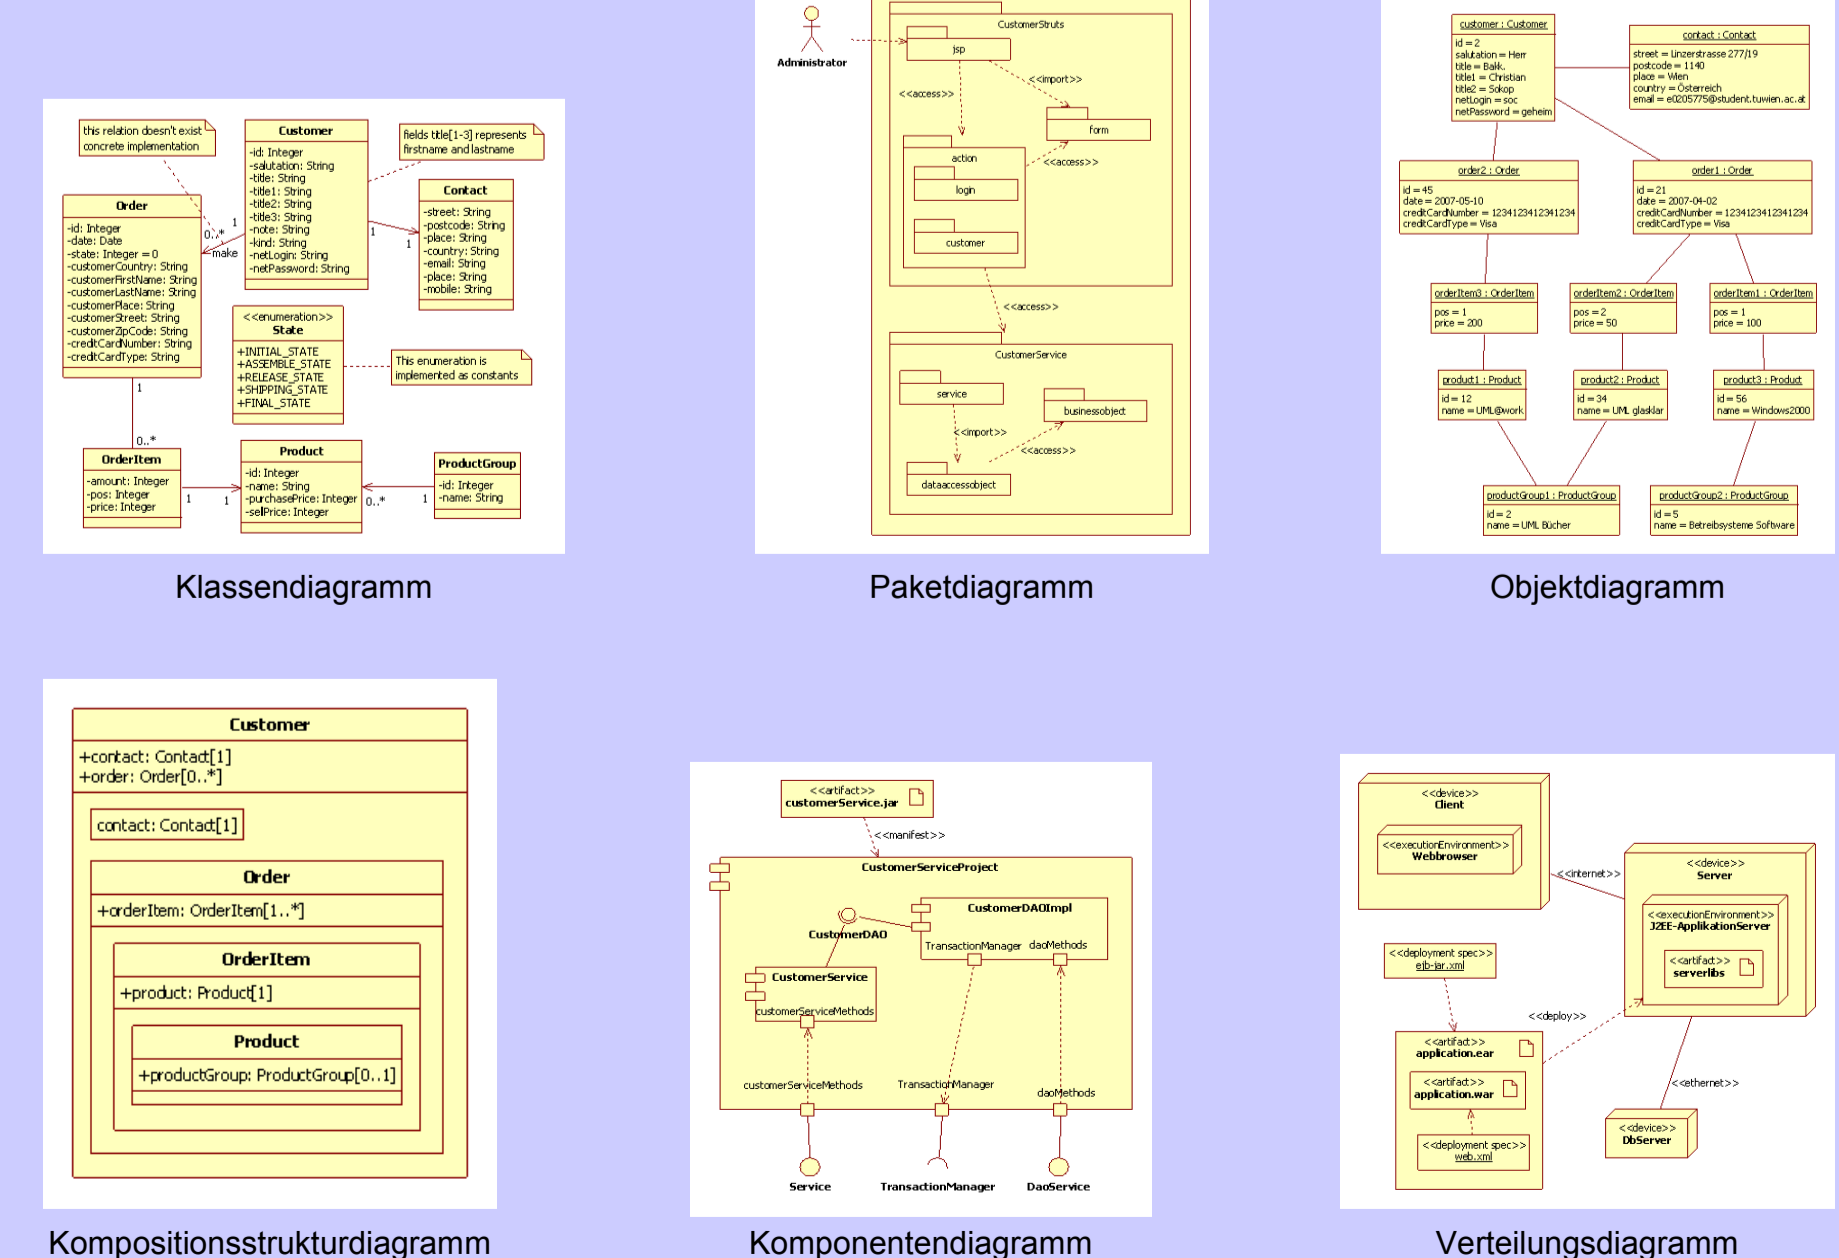 this relation doesn't exist
concrete implementation
Customer
-id: Integer
-salutation: String
-title: String
-title1: String
-title2: String
-title3: String
-note: String
-kind: String
-netLogin: String
-netPassword: String
fields title[1-3] represents
firstname and lastname
Contact
-street: String
-postcode: String
-place: String
-country: String
-email: String
-place: String
-mobile: String
Order
-id: Integer
-date: Date
-state: Integer = 0
-customerCountry: String
-customerFirstName: String
-customerLastName: String
-customerPlace: String
-customerStreet: String
-customerZipCode: String
-creditCardNumber: String
-creditCardType: String
1
0..*
make
1
1
<<enumeration>>
State
+INITIAL_STATE
+ASSEMBLE_STATE
+RELEASE_STATE
+SHIPPING_STATE
+FINAL_STATE
This enumeration is
implemented as constants
1
0..*
OrderItem
-amount: Integer
-pos: Integer
-price: Integer
1
1
Product
-id: Integer
-name: String
-purchasePrice: Integer
-sellPrice: Integer
0..*
1
ProductGroup
-id: Integer
-name: String
Klassendiagramm
Administrator
CustomerStruts
jsp
<<import>>
<<access>>
form
action
<<access>>
login
customer
<<access>>
CustomerService
service
businessobject
<<import>>
<<access>>
dataaccessobject
Paketdiagramm
customer : Customer
id = 2
salutation = Herr
title = Bakk.
title1 = Christian
title2 = Sokop
netLogin = soc
netPassword = geheim
contact : Contact
street = Linzerstrasse 277/19
postcode = 1140
place = Wien
country = Österreich
email = e0205775@student.tuwien.ac.at
order2 : Order
id = 45
date = 2007-05-10
creditCardNumber = 1234123412341234
creditCardType = Visa
order1 : Order
id = 21
date = 2007-04-02
creditCardNumber = 1234123412341234
creditCardType = Visa
orderItem3 : OrderItem
pos = 1
price = 200
orderItem2 : OrderItem
pos = 2
price = 50
orderItem1 : OrderItem
pos = 1
price = 100
product1 : Product
id = 12
name = UML@work
product2 : Product
id = 34
name = UML glasklar
product3 : Product
id = 56
name = Windows2000
productGroup1 : ProductGroup
id = 2
name = UML Bücher
productGroup2 : ProductGroup
id = 5
name = Betreibsysteme Software
Objektdiagramm
Customer
+contact: Contact[1]
+order: Order[0..*]
contact: Contact[1]
Order
+orderItem: OrderItem[1..*]
OrderItem
+product: Product[1]
Product
+productGroup: ProductGroup[0..1]
Kompositionsstrukturdiagramm
<<artifact>>
customerService.jar
<<manifest>>
CustomerServiceProject
CustomerDAOImpl
CustomerDAO
TransactionManager
daoMethods
CustomerService
customerServiceMethods
customerServiceMethods
TransactionManager
daoMethods
Service
TransactionManager
DaoService
Komponentendiagramm
<<device>>
Client
<<executionEnvironment>>
Webbrowser
<<internet>>
<<device>>
Server
<<executionEnvironment>>
J2EE-ApplikationServer
<<artifact>>
serverlibs
<<deployment spec>>
ejb-jar.xml
<<deploy>>
<<artifact>>
application.ear
<<artifact>>
application.war
<<deployment spec>>
web.xml
<<ethernet>>
<<device>>
DbServer
Verteilungsdiagramm